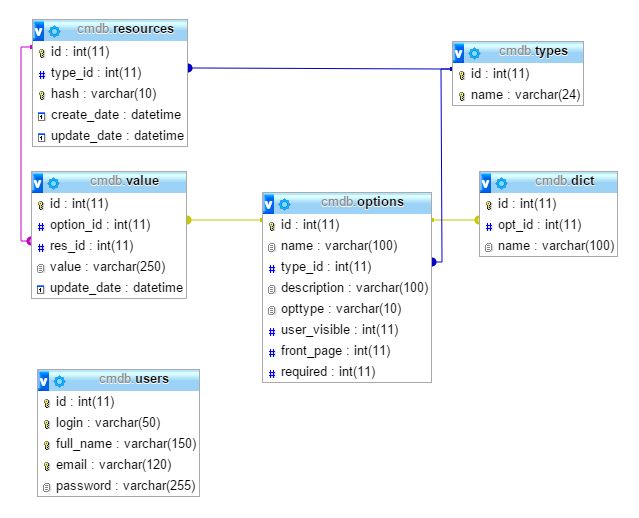 v cmdb.resources
id : int(11)
# type_id : int(11)
hash : varchar(10)
create_date : datetime
update_date : datetime
v cmdb.types
id : int(11)
name : varchar(24)
v cmdb.value
id : int(11)
# option_id : int(11)
# res_id : int(11)
value : varchar(250)
update_date : datetime
v cmdb.options
id : int(11)
name : varchar(100)
# type_id : int(11)
description : varchar(100)
opttype : varchar(10)
# user_visible : int(11)
# front_page : int(11)
# required : int(11)
v cmdb.dict
id : int(11)
# opt_id : int(11)
name : varchar(100)
v cmdb.users
id : int(11)
login : varchar(50)
full_name : varchar(150)
email : varchar(120)
password : varchar(255)